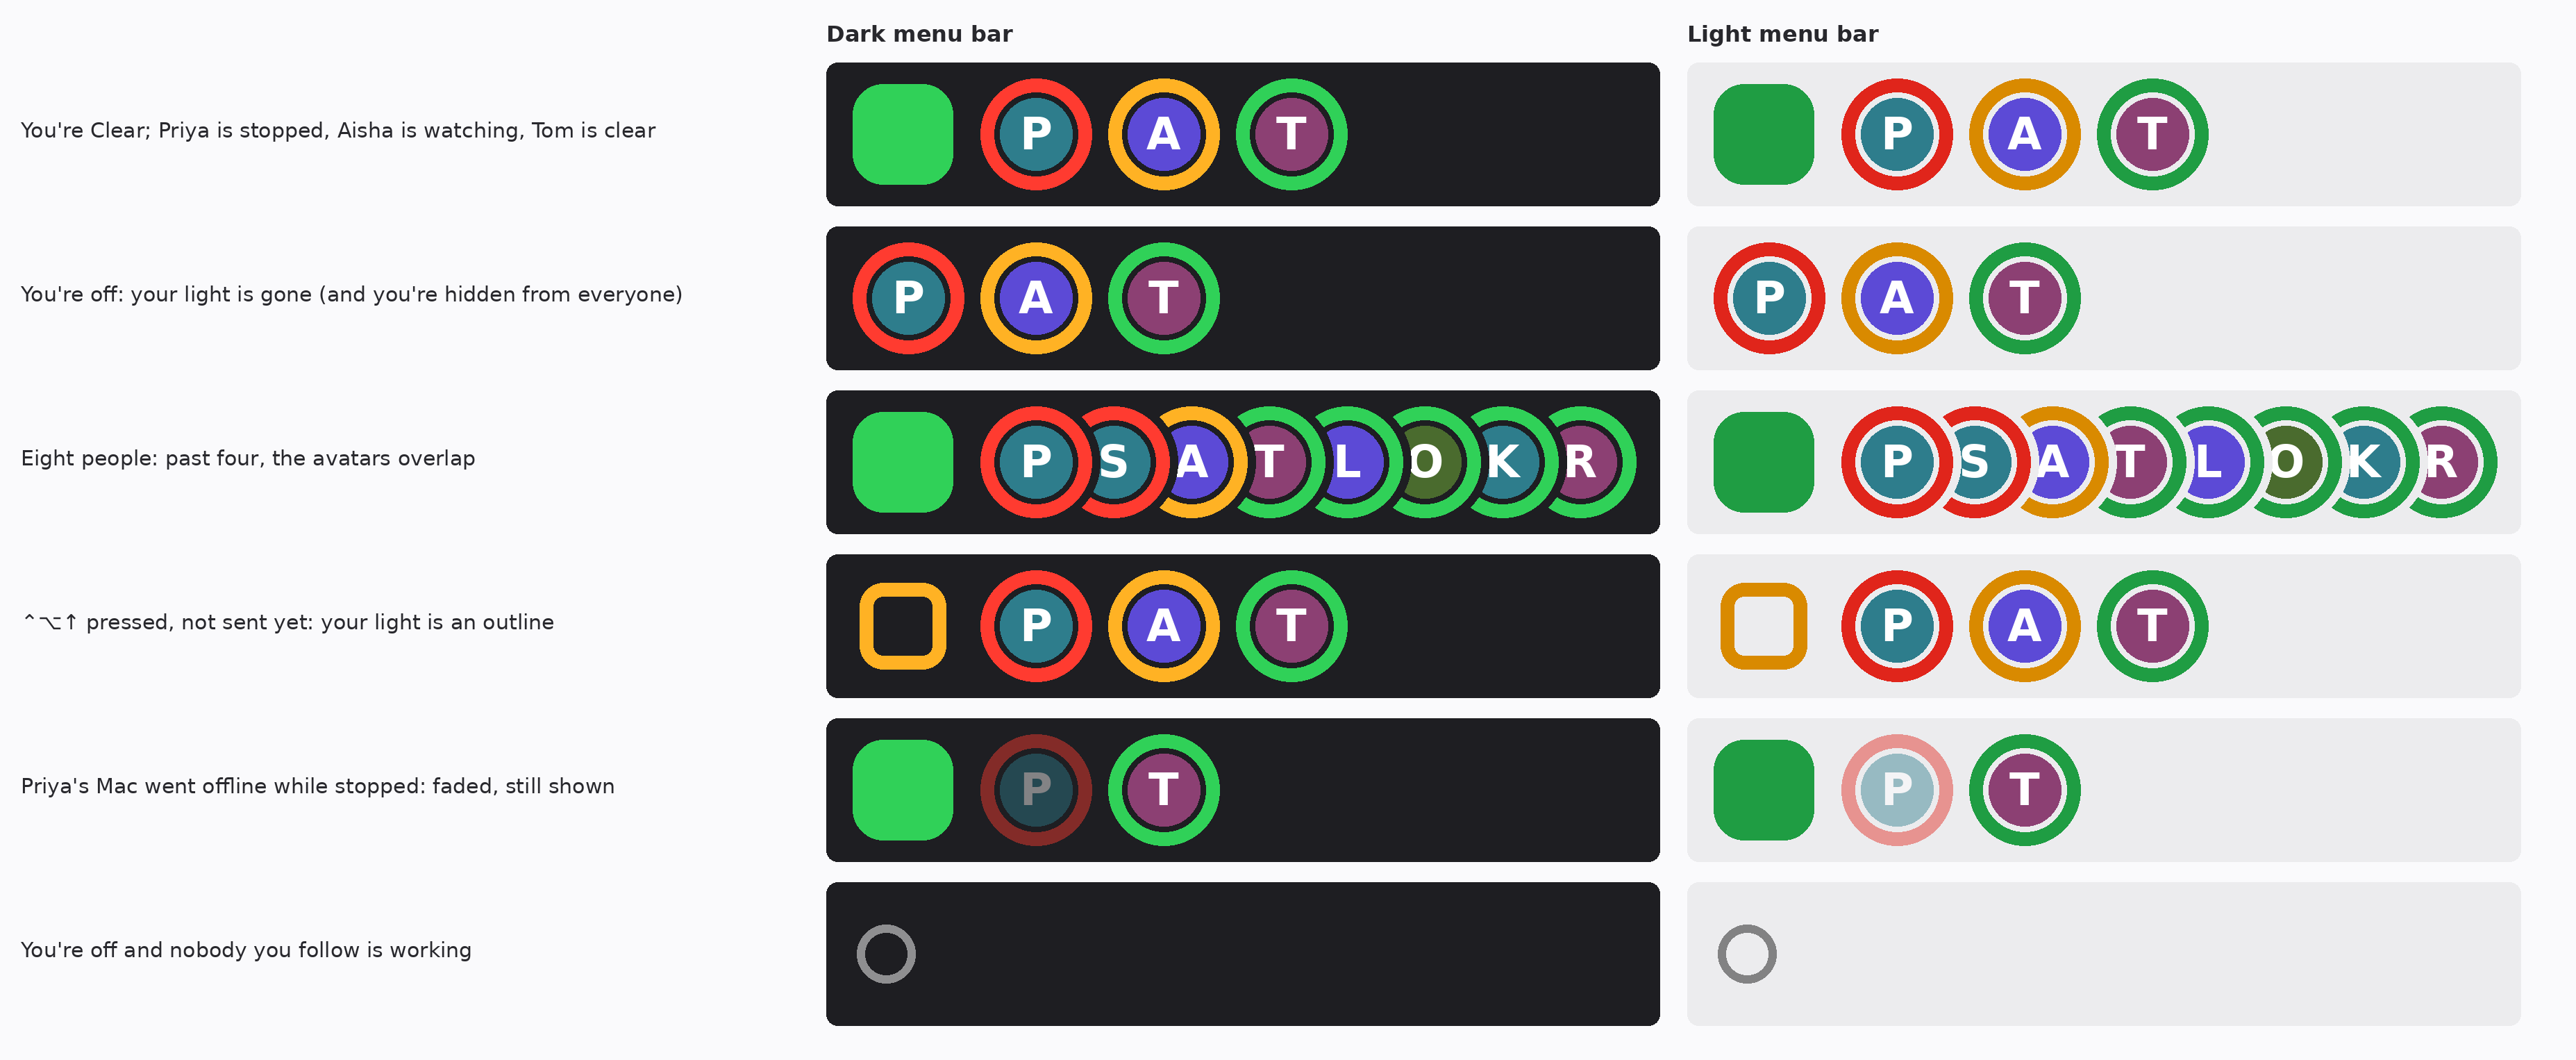 Dark menu bar
Light menu bar
You're Clear; Priya is stopped, Aisha is watching, Tom is clear
P A T
P A T
You're off: your light is gone (and you're hidden from everyone)
P A T
P A T
Eight people: past four, the avatars overlap
P S A T L O K R
P S A T L O K R
⌃⌥↑ pressed, not sent yet: your light is an outline
P A T
P A T
Priya's Mac went offline while stopped: faded, still shown
P T
P T
You're off and nobody you follow is working